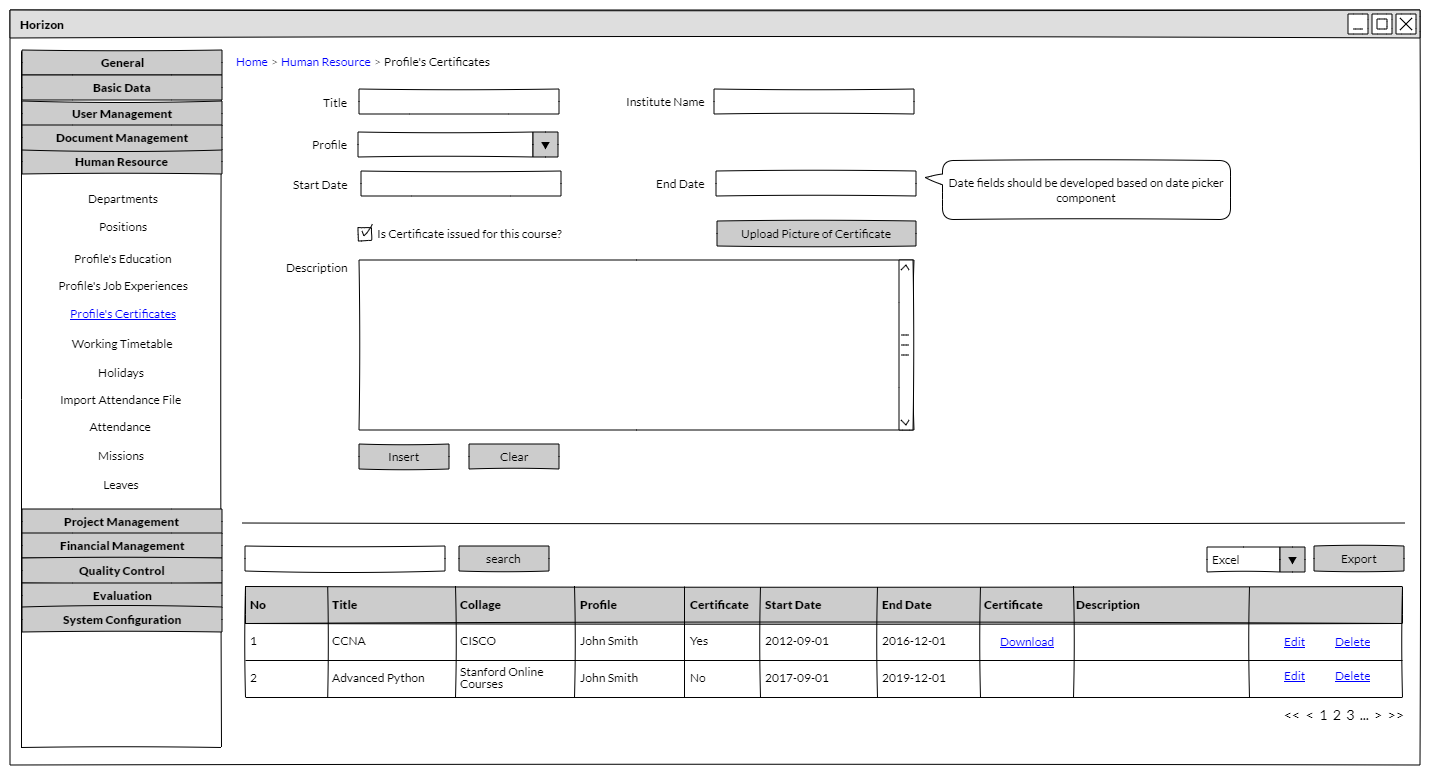 Horizon
General
Basic Data
User Management
Document Management
Human Resource
Departments
Positions
Profile's Education
Profile's Job Experiences
Profile's Certificates
Working Timetable
Holidays
Import Attendance File
Attendance
Missions
Leaves
Project Management
Financial Management
Quality Control
Evaluation
System Configuration
Home > Human Resource > Profile's Certificates
Title
Institute Name
Profile
Start Date
End Date
Date fields should be developed based on date picker
component
Is Certificate issued for this course?
Upload Picture of Certificate
Description
Insert
Clear
search
Excel
Export
No Title Collage Profile Certificate Start Date End Date Certificate Description
1 CCNA CISCO John Smith Yes 2012-09-01 2016-12-01 Download Edit Delete
2 Advanced Python Stanford Online Courses John Smith No 2017-09-01 2019-12-01 Edit Delete
<< < 1 2 3 ... > >>